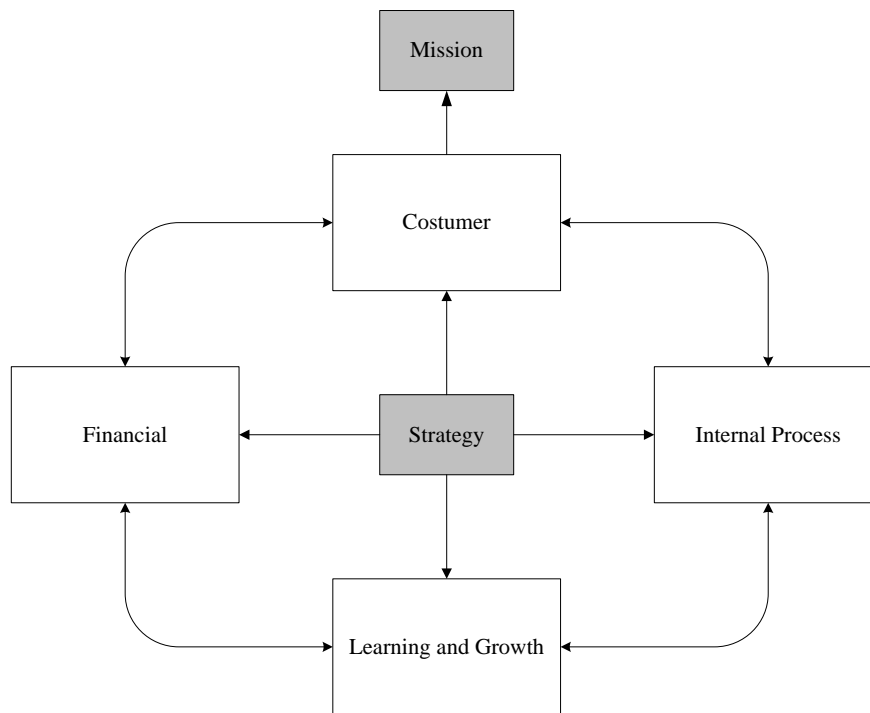 Mission
Costumer
Financial
Strategy
Internal Process
Learning and Growth